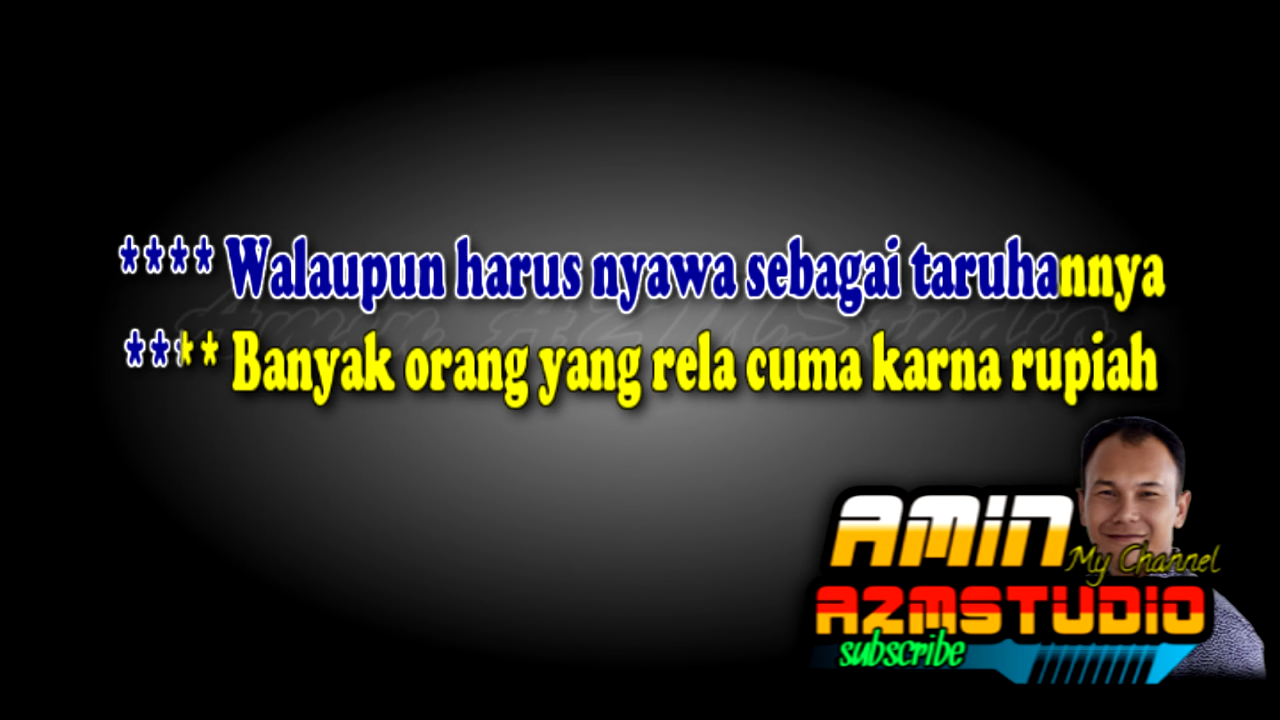 **** Walaupun harus nyawa sebagai taruhannya
**** Banyak orang yang rela cuma karna rupiah
AMIN
My Channel
AZMSTUDIO
subscribe